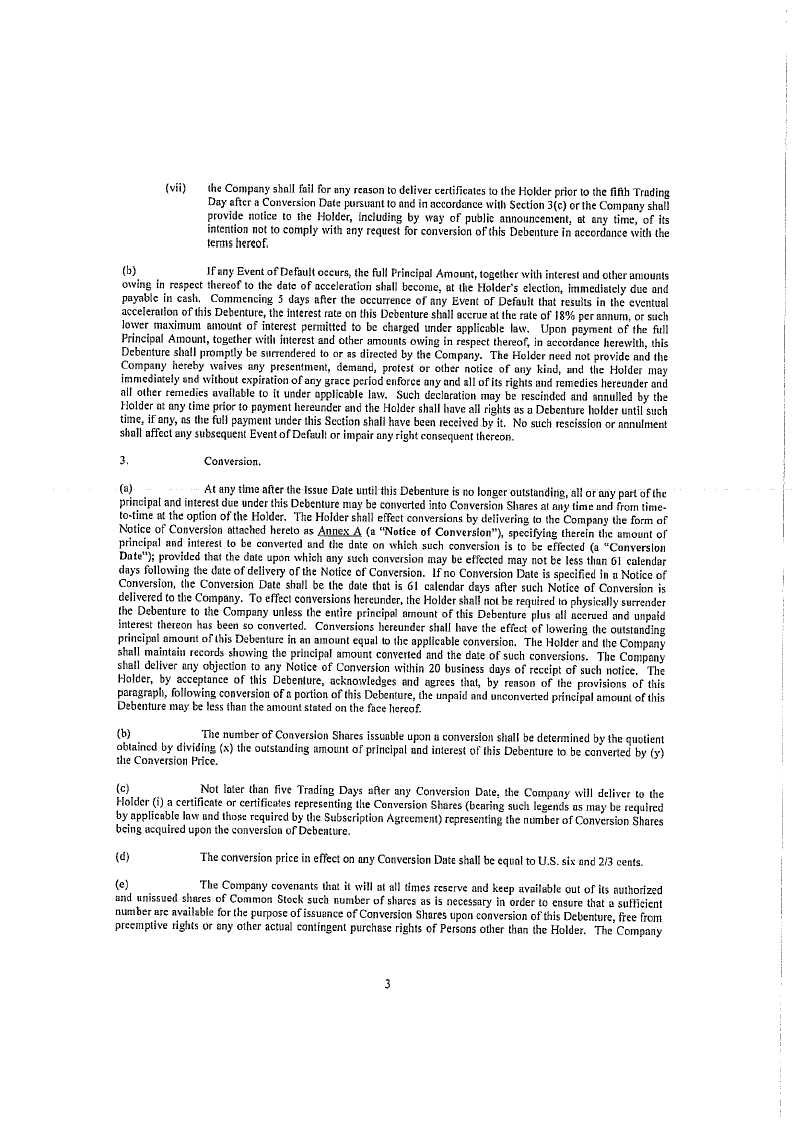 (vii) the Company shall fail for any reason to deliver certificates to the Holder prior to the fifth Trading
Day after a Conversion Date pursuant to and in accordance with Section 3(c) or the Company shall
provide notice to the Holder, including by way of public announcement, at any time, of its
intention not to comply with any request for conversion of this Debenture in accordance with the
terms hereof.
(b) If any Event of Default occurs, the full Principal Amount, together with interest and other amounts
owing in respect thereof to the date of acceleration shall become, at the Holder's election, immediately due and
payable in cash. Commencing 5 days after the occurrence of any Event of Default that results in the eventual
acceleration of this Debenture, the interest rate on this Debenture shall accrue at the rate of 18% per annum, or such
lower maximum amount of interest permitted to be charged under applicable law. Upon payment of the full
Principal Amount, together with interest and other amounts owing in respect thereof, in accordance herewith, this
Debenture shall promptly be surrendered to or as directed by the Company. The Holder need not provide and the
Company hereby waives any presentment, demand, protest or other notice of any kind, and the Holder may
immediately and without expiration of any grace period enforce any and all of its rights and remedies hereunder and
all other remedies available to it under applicable law. Such declaration may be rescinded and annulled by the
Holder at any time prior to payment hereunder and the Holder shall have all rights as a Debenture holder until such
time, if any, as the full payment under this Section shall have been received by it. No such rescission or annulment
shall affect any subsequent Event of Default or impair any right consequent thereon.
3. Conversion.
(a) At any time after the Issue Date until this Debenture is no longer outstanding, all or any part of the
principal and interest due under this Debenture may be converted into Conversion Shares at any time and from time-
to-time at the option of the Holder. The Holder shall effect conversions by delivering to the Company the form of
Notice of Conversion attached hereto as Annex A (a “Notice of Conversion”), specifying therein the amount of
principal and interest to be converted and the date on which such conversion is to be effected (a “Conversion
Date”); provided that the date upon which any such conversion may be effected may not be less than 61 calendar
days following the date of delivery of the Notice of Conversion. If no Conversion Date is specified in a Notice of
Conversion, the Conversion Date shall be the date that is 61 calendar days after such Notice of Conversion is
delivered to the Company. To effect conversions hereunder, the Holder shall not be required to physically surrender
the Debenture to the Company unless the entire principal amount of this Debenture plus all accrued and unpaid
interest thereon has been so converted. Conversions hereunder shall have the effect of lowering the outstanding
principal amount of this Debenture in an amount equal to the applicable conversion. The Holder and the Company
shall maintain records showing the principal amount converted and the date of such conversions. The Company
shall deliver any objection to any Notice of Conversion within 20 business days of receipt of such notice. The
Holder, by acceptance of this Debenture, acknowledges and agrees that, by reason of the provisions of this
paragraph, following conversion of a portion of this Debenture, the unpaid and unconverted principal amount of this
Debenture may be less than the amount stated on the face hereof.
(b) The number of Conversion Shares issuable upon a conversion shall be determined by the quotient
obtained by dividing (x) the outstanding amount of principal and interest of this Debenture to be converted by (y)
the Conversion Price.
(c) Not later than five Trading Days after any Conversion Date, the Company will deliver to the
Holder (i) a certificate or certificates representing the Conversion Shares (bearing such legends as may be required
by applicable law and those required by the Subscription Agreement) representing the number of Conversion Shares
being acquired upon the conversion of Debenture.
(d) The conversion price in effect on any Conversion Date shall be equal to U.S. six and 2/3 cents.
(e) The Company covenants that it will at all times reserve and keep available out of its authorized
and unissued shares of Common Stock such number of shares as is necessary in order to ensure that a sufficient
number are available for the purpose of issuance of Conversion Shares upon conversion of this Debenture, free from
preemptive rights or any other actual contingent purchase rights of Persons other than the Holder. The Company
3